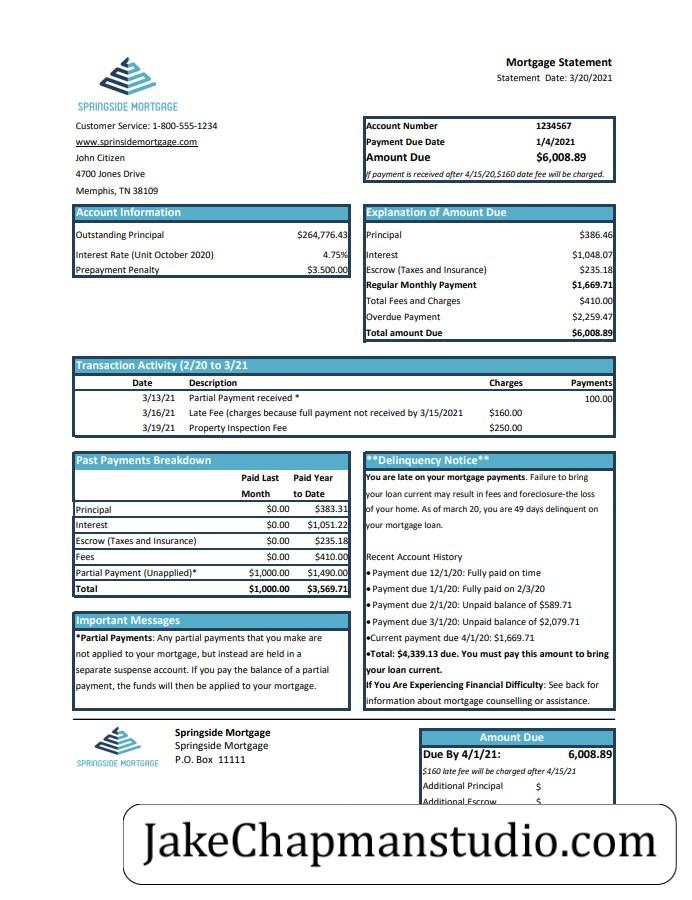 Mortgage Statement
Statement Date: 3/20/2021
SPRINGSIDE MORTGAGE
Customer Service: 1-800-555-1234
www.sprinsidemortgage.com
John Citizen
4700 Jones Drive
Memphis, TN 38109
Account Number 1234567
Payment Due Date 1/4/2021
Amount Due $6,008.89
If payment is received after 4/15/20,$160 date fee will be charged.
Account Information
Outstanding Principal $264,776.43
Interest Rate (Unit October 2020) 4.75%
Prepayment Penalty $3.500.00
Explanation of Amount Due
Principal $386.46
Interest $1,048.07
Escrow (Taxes and Insurance) $235.18
Regular Monthly Payment $1,669.71
Total Fees and Charges $410.00
Overdue Payment $2,259.47
Total amount Due $6,008.89
Transaction Activity (2/20 to 3/21
Date Description Charges Payments
3/13/21 Partial Payment received * 100.00
3/16/21 Late Fee (charges because full payment not received by 3/15/2021 $160.00
3/19/21 Property Inspection Fee $250.00
Past Payments Breakdown
Paid Last Paid Year
Month to Date
Principal $0.00 $383.31
Interest $0.00 $1,051.22
Escrow (Taxes and Insurance) $0.00 $235.18
Fees $0.00 $410.00
Partial Payment (Unapplied)* $1,000.00 $1,490.00
Total $1,000.00 $3,569.71
Important Messages
*Partial Payments: Any partial payments that you make are
not applied to your mortgage, but instead are held in a
separate suspense account. If you pay the balance of a partial
payment, the funds will then be applied to your mortgage.
**Delinquency Notice**
You are late on your mortgage payments. Failure to bring
your loan current may result in fees and foreclosure-the loss
of your home. As of march 20, you are 49 days delinquent on
your mortgage loan.
Recent Account History
•Payment due 12/1/20: Fully paid on time
•Payment due 1/1/20: Fully paid on 2/3/20
•Payment due 2/1/20: Unpaid balance of $589.71
•Payment due 3/1/20: Unpaid balance of $2,079.71
•Current payment due 4/1/20: $1,669.71
•Total: $4,339.13 due. You must pay this amount to bring
your loan current.
If You Are Experiencing Financial Difficulty: See back for
information about mortgage counselling or assistance.
SPRINGSIDE MORTGAGE
Springside Mortgage
Springside Mortgage
P.O. Box 11111
Amount Due
Due By 4/1/21: 6,008.89
$160 late fee will be charged after 4/15/21
Additional Principal $
Additional Escrow $
JakeChapmanstudio.com